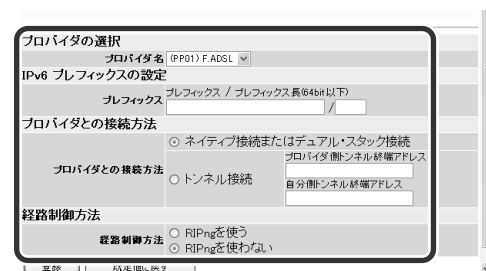 プロバイダの選択
プロバイダ名 (PP01) F.ADSL
IPv6 プレフィックスの設定
プレフィックス / プレフィックス長(64bit以下)
プレフィックス /
プロバイダとの接続方法
ネイティブ接続またはデュアル・スタック接続
プロバイダとの接続方法
プロバイダ側トンネル終端アドレス
トンネル接続
自分側トンネル終端アドレス
経路制御方法
RIPngを使う
経路制御方法
RIPngを使わない